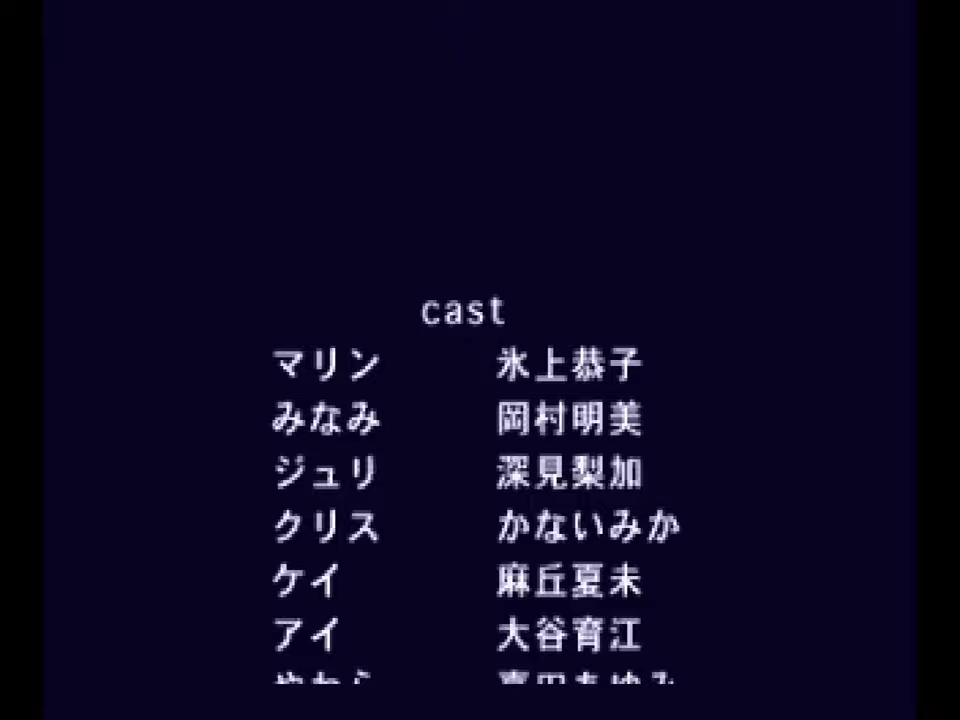 cast
マリン 氷上恭子
みなみ 岡村明美
ジュリ 深見梨加
クリス かないみか
ケイ 麻丘夏未
アイ 大谷育江